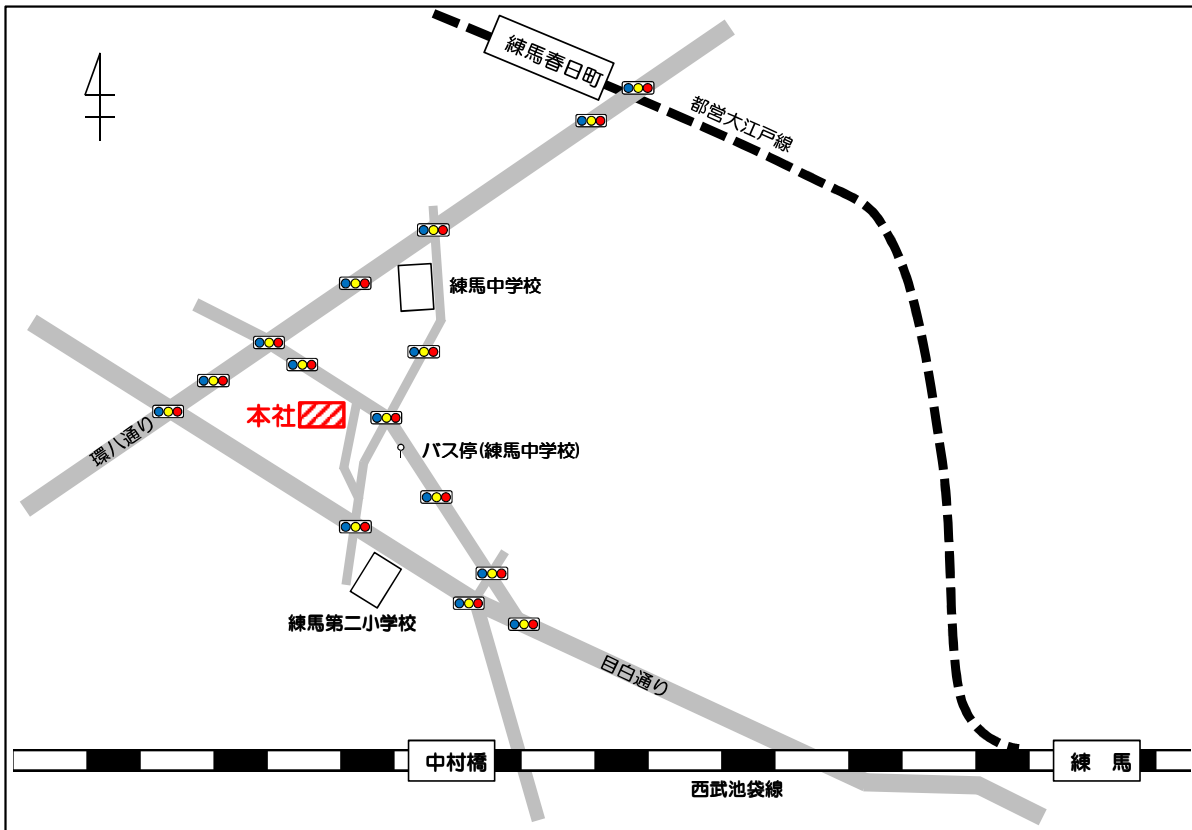 練馬春日町
都営大江戸線
練馬中学校
本社
環八通り
バス停(練馬中学校)
練馬第二小学校
目白通り
中村橋
練　馬
西武池袋線